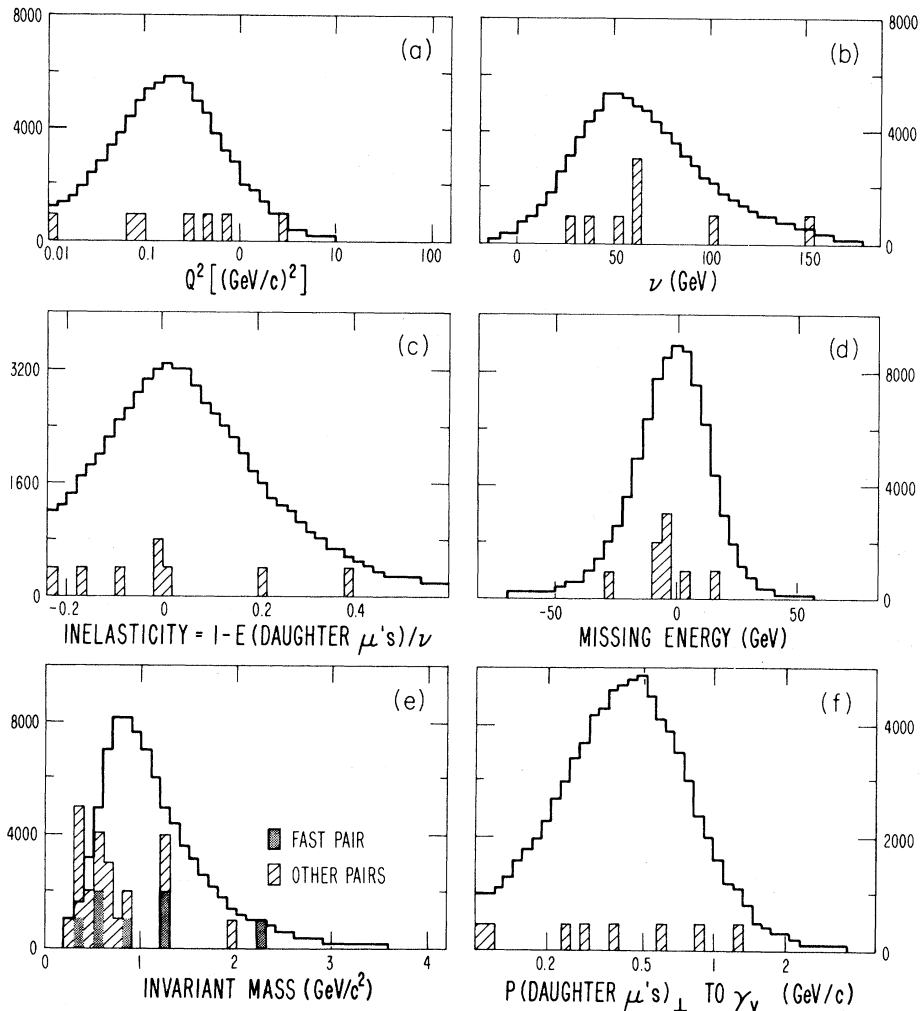 8000
4000
0
(a)
0.01 0.1 0 10 100
Q² [(GeV/c)²]
8000
4000
0
(b)
0 50 100 150
ν (GeV)
3200
1600
0
(c)
-0.2 0 0.2 0.4
INELASTICITY = 1-E(DAUGHTER μ's)/ν
8000
4000
0
(d)
-50 0 50
MISSING ENERGY (GeV)
8000
4000
0
(e)
FAST PAIR
OTHER PAIRS
0 1 2 3 4
INVARIANT MASS (GeV/c²)
4000
2000
0
(f)
0.2 0.5 1 2
P(DAUGHTER μ's)⊥ TO γᵥ (GeV/c)